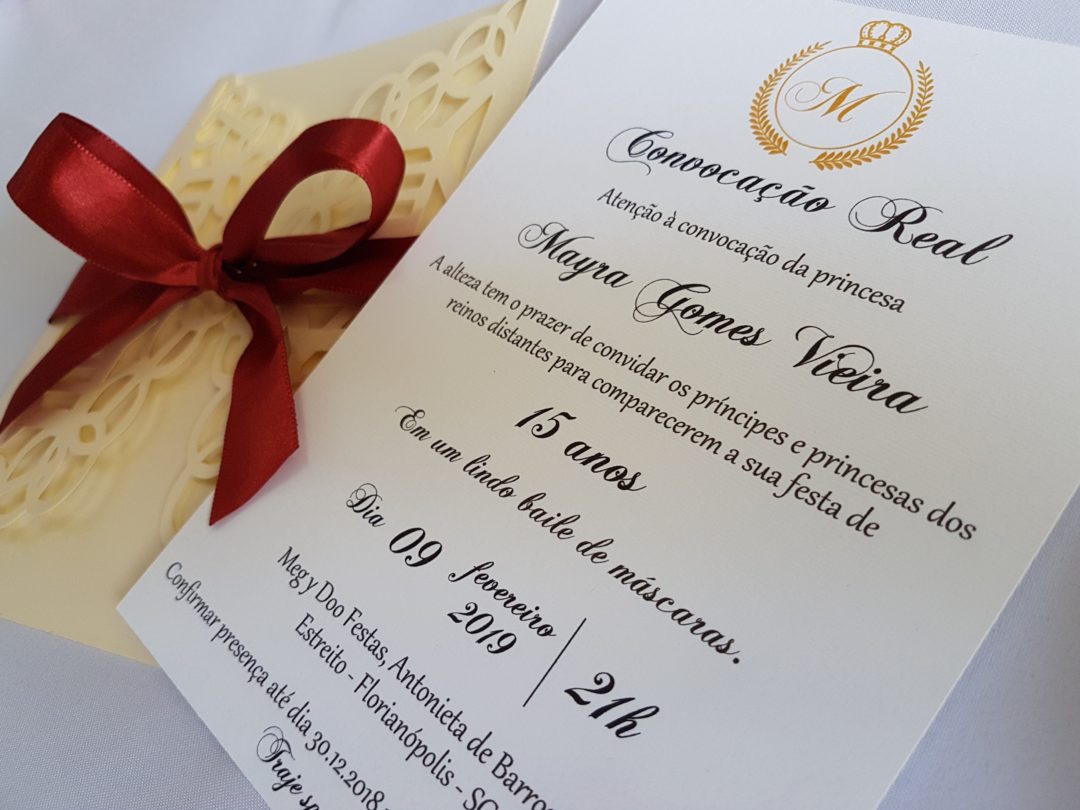 M
Convocação Real
Atenção à convocação da princesa
Mayra Gomes Vieira
A alteza tem o prazer de convidar os príncipes e princesas dos
reinos distantes para comparecerem a sua festa de
15 anos
Em um lindo baile de máscaras.
Dia 09 fevereiro
2019
21h
Meg y Doo Festas, Antonieta de Barros
Estreito - Florianópolis - SC
Confirmar presença até dia 30.12.2018 -
Traje